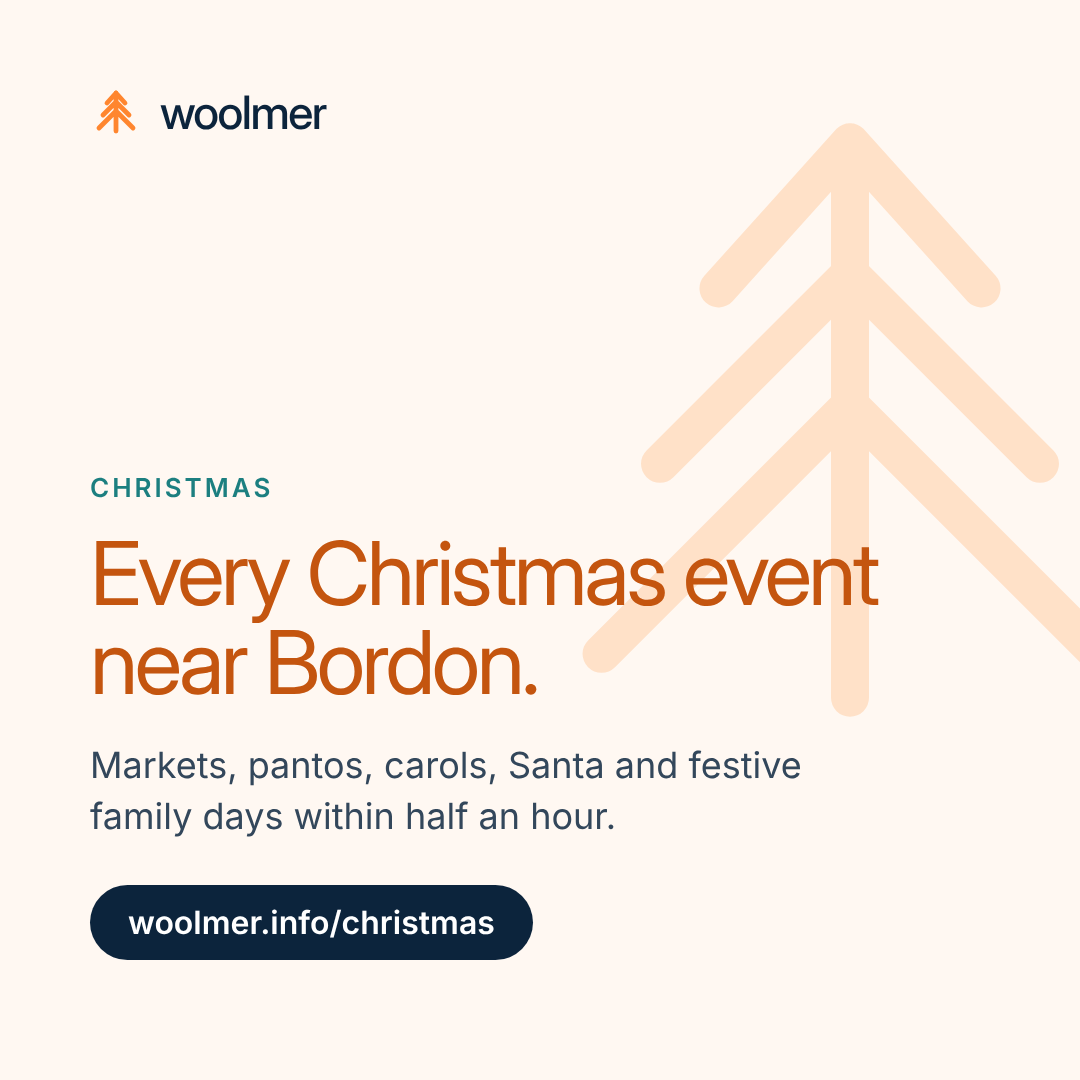 woolmer
CHRISTMAS
Every Christmas event
near Bordon.
Markets, pantos, carols, Santa and festive
family days within half an hour.
woolmer.info/christmas